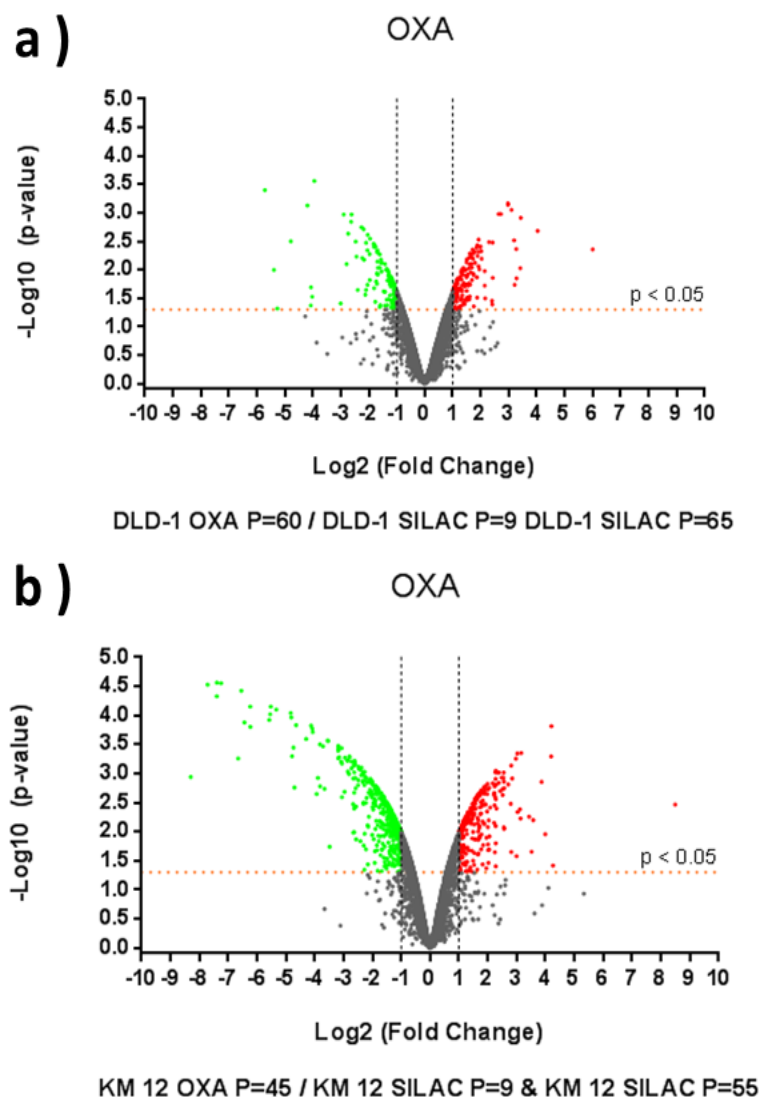 a )
OXA
5.0
4.5
4.0
3.5
3.0
2.5
2.0
1.5
1.0
0.5
0.0
-Log10 (p-value)
p < 0.05
-10 -9 -8 -7 -6 -5 -4 -3 -2 -1 0 1 2 3 4 5 6 7 8 9 10
Log2 (Fold Change)
DLD-1 OXA P=60 / DLD-1 SILAC P=9 DLD-1 SILAC P=65
b )
OXA
5.0
4.5
4.0
3.5
3.0
2.5
2.0
1.5
1.0
0.5
0.0
-Log10 (p-value)
p < 0.05
-10 -9 -8 -7 -6 -5 -4 -3 -2 -1 0 1 2 3 4 5 6 7 8 9 10
Log2 (Fold Change)
KM 12 OXA P=45 / KM 12 SILAC P=9 & KM 12 SILAC P=55